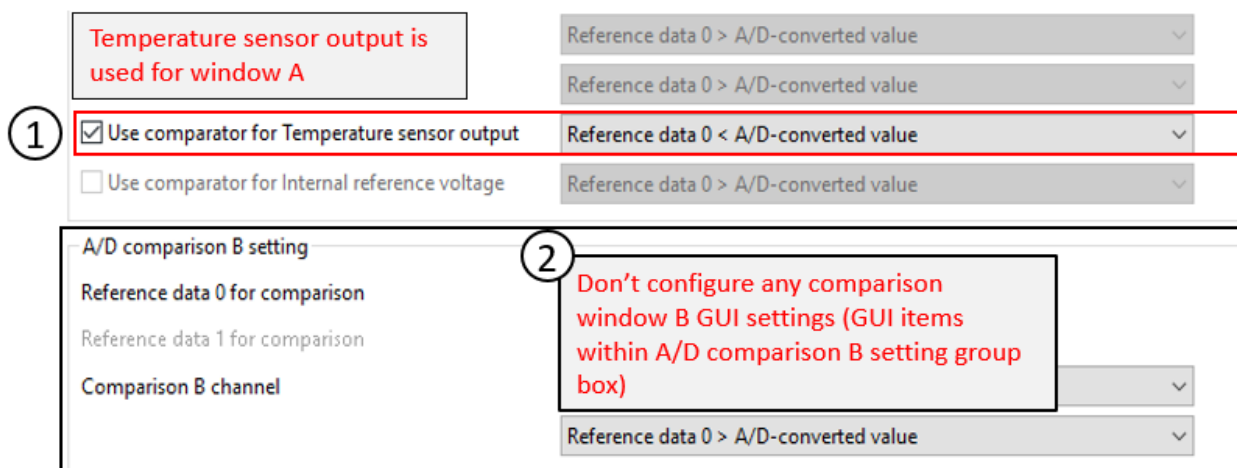 Temperature sensor output is
used for window A
Reference data 0 > A/D-converted value
Reference data 0 > A/D-converted value
1
Use comparator for Temperature sensor output
Reference data 0 < A/D-converted value
Use comparator for Internal reference voltage
Reference data 0 > A/D-converted value
A/D comparison B setting
2
Reference data 0 for comparison
Reference data 1 for comparison
Comparison B channel
Don't configure any comparison
window B GUI settings (GUI items
within A/D comparison B setting group
box)
Reference data 0 > A/D-converted value